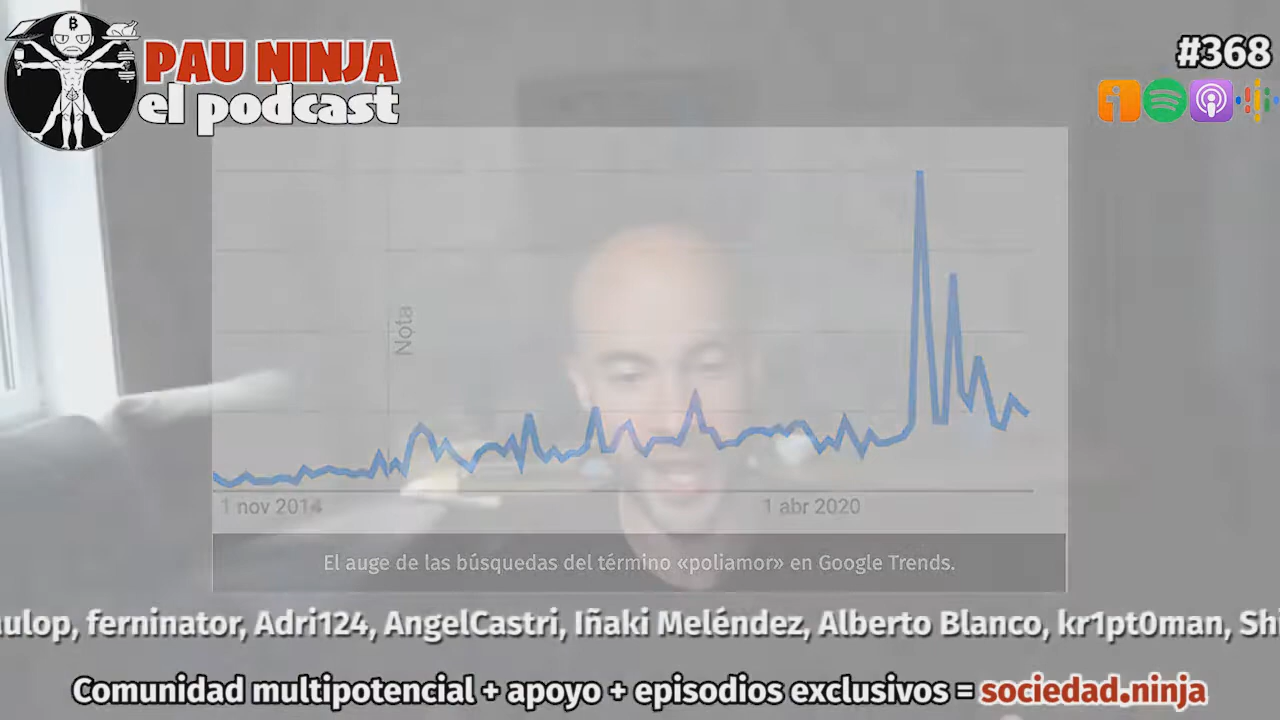 PAU NINJA
el podcast
#368
Nota
1 nov 2014
1 abr 2020
El auge de las búsquedas del término «poliamor» en Google Trends.
ulop, ferninator, Adri124, AngelCastri, Iñaki Meléndez, Alberto Blanco, kr1pt0man, Sh
Comunidad multipotencial + apoyo + episodios exclusivos = sociedad.ninja